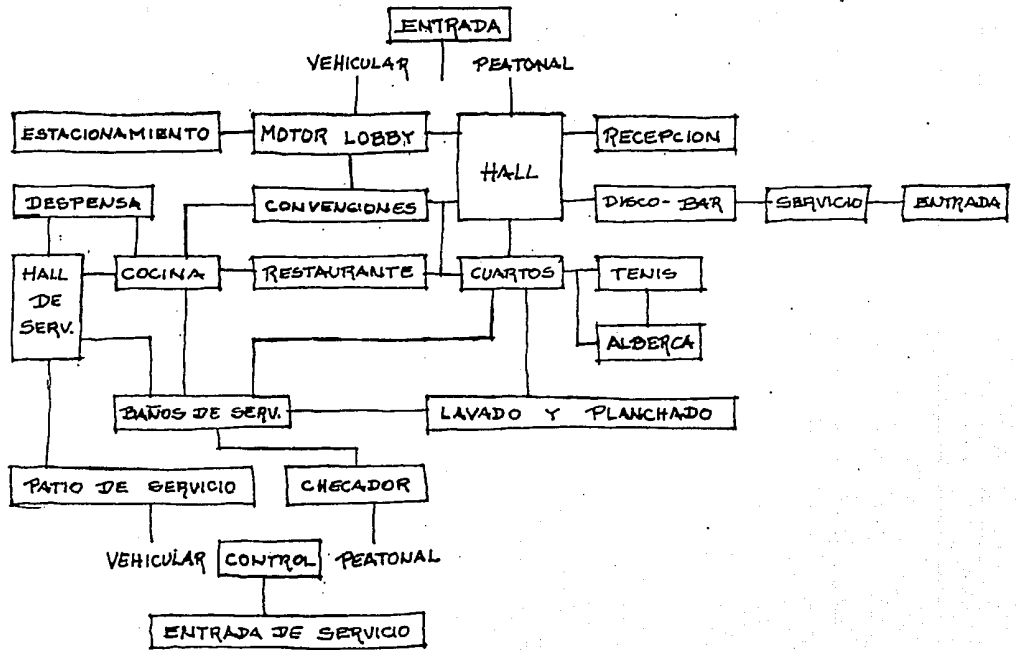 ENTRADA
VEHICULAR PEATONAL
ESTACIONAMIENTO MOTOR LOBBY HALL RECEPCION
DESPENSA CONVENCIONES DISCO-BAR SERVICIO ENTRADA
HALL
DE
SERV.
COCINA RESTAURANTE CUARTOS TENIS
ALBERCA
BAÑOS DE SERV. LAVADO Y PLANCHADO
PATIO DE SERVICIO CHECADOR
VEHICULAR CONTROL PEATONAL
ENTRADA DE SERVICIO